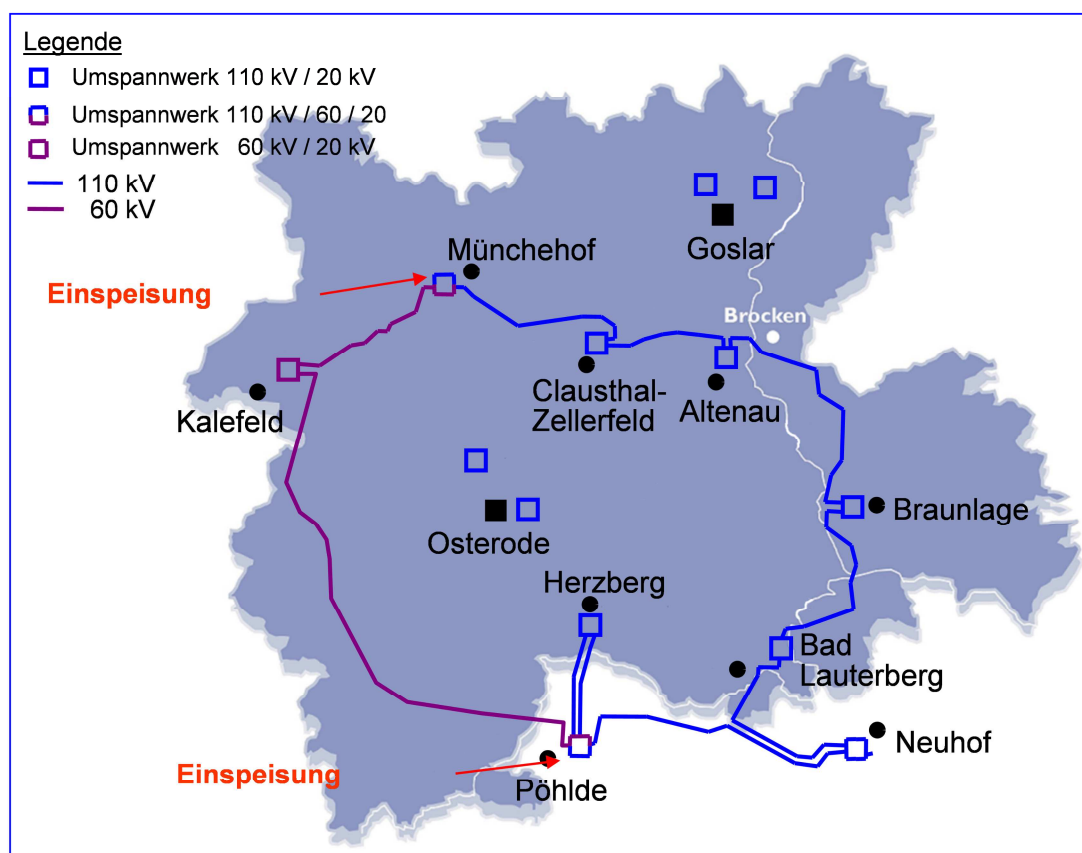 Legende
Umspannwerk 110 kV / 20 kV
Umspannwerk 110 kV / 60 / 20
Umspannwerk 60 kV / 20 kV
110 kV
60 kV
Münchehof
Goslar
Einspeisung
Brocken
Clausthal-
Zellerfeld
Altenau
Kalefeld
Braunlage
Osterode
Herzberg
Bad
Lauterberg
Neuhof
Einspeisung
Pöhlde